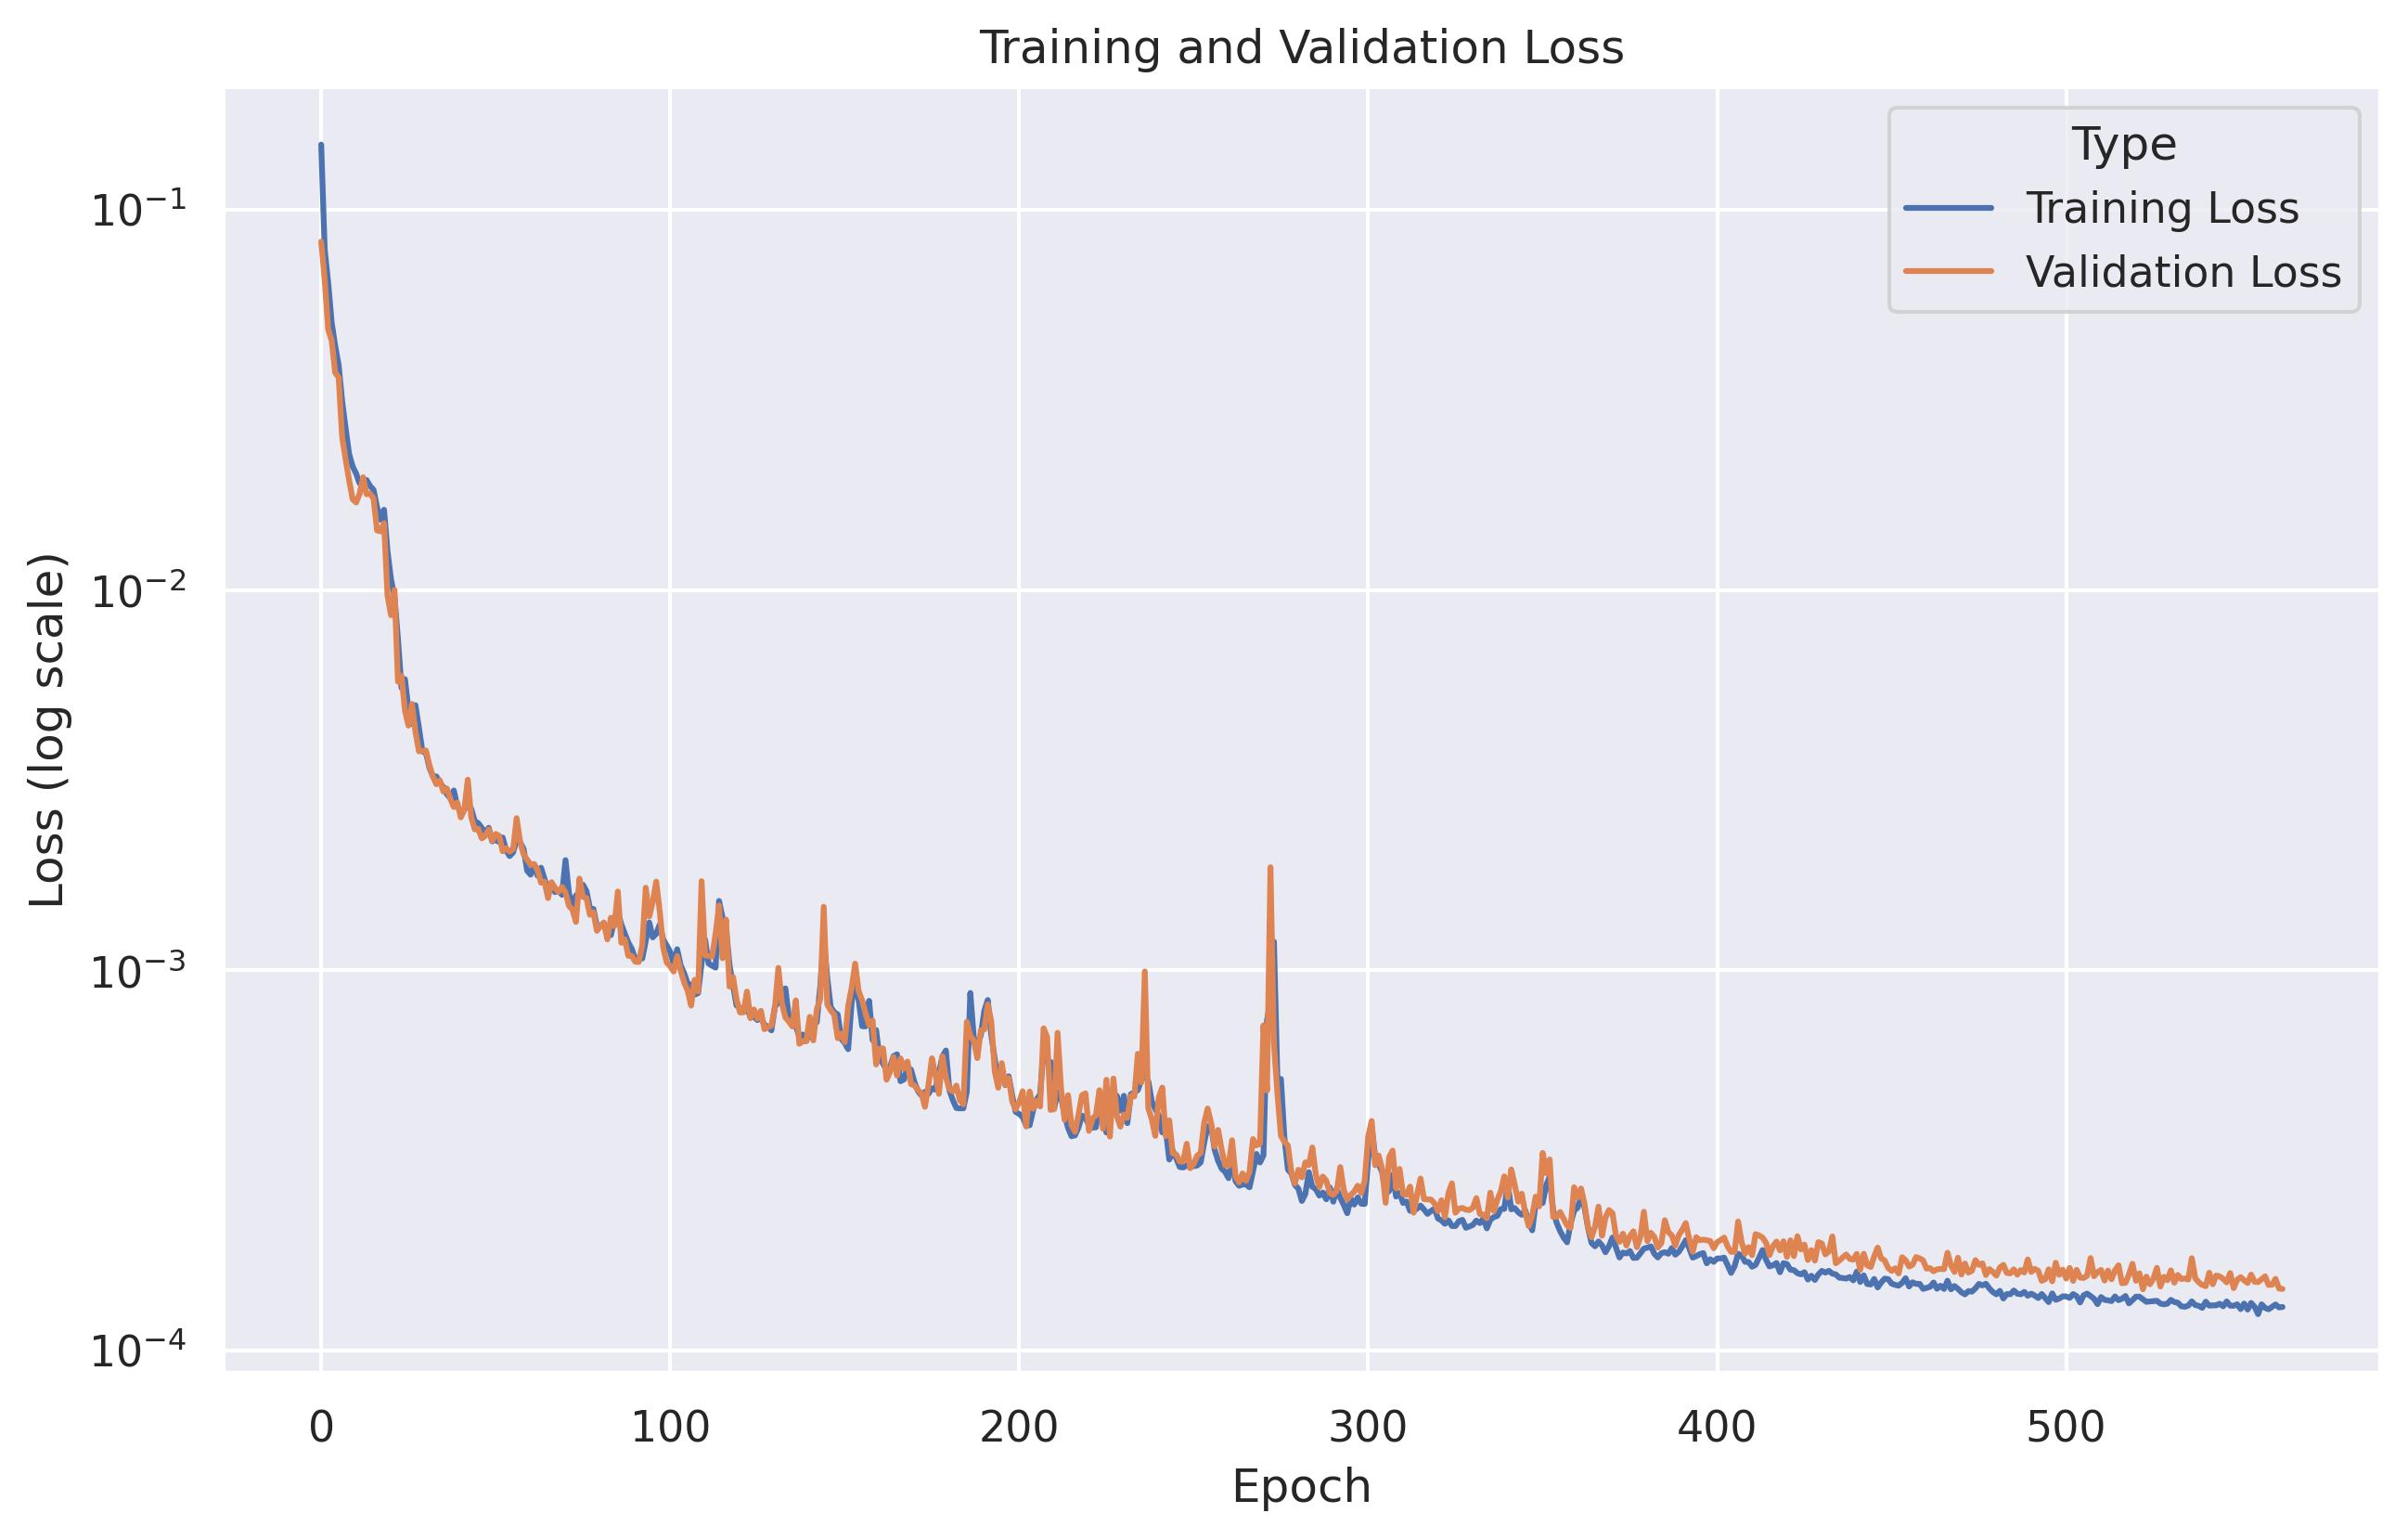 Training and Validation Loss
Type
Training Loss
Validation Loss
Loss (log scale)
10⁻¹
10⁻²
10⁻³
10⁻⁴
0 100 200 300 400 500
Epoch